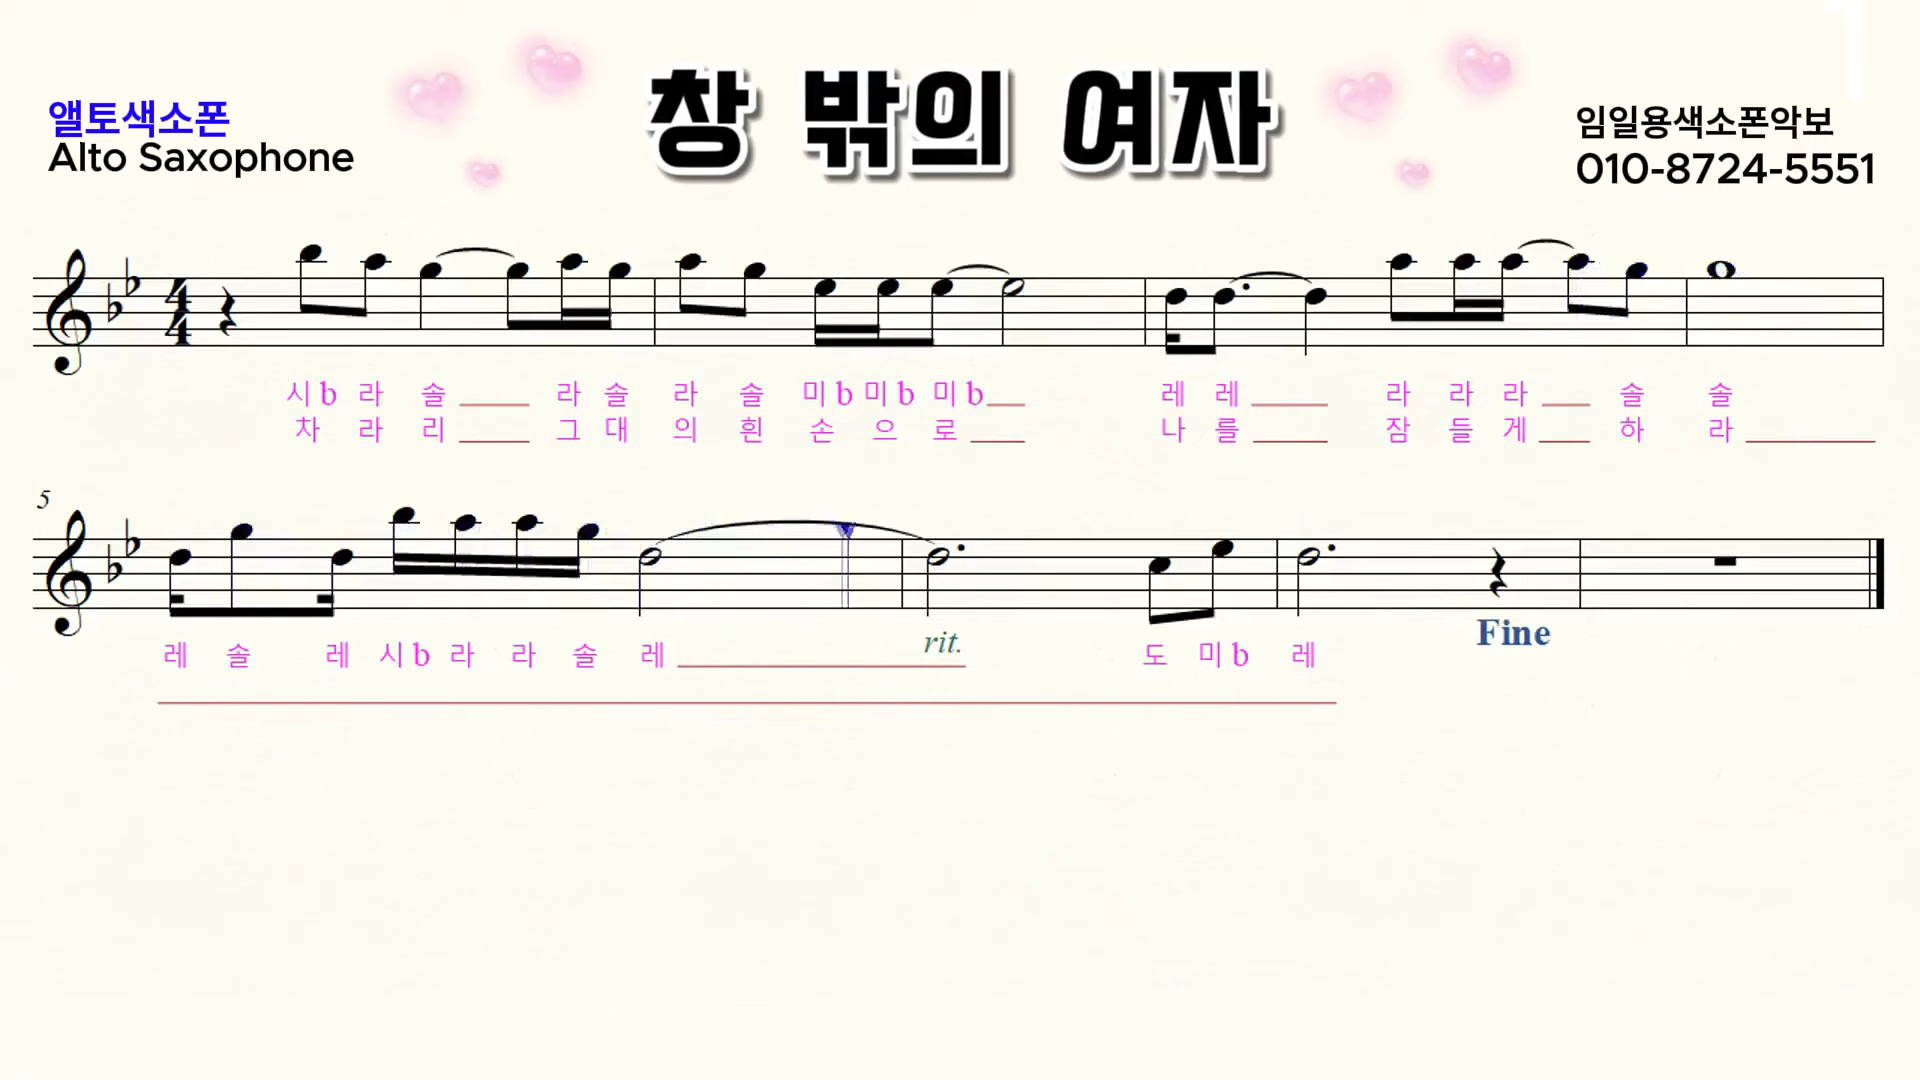 1
창 밖의 여자
앨토색소폰
Alto Saxophone
임일용색소폰악보
010-8724-5551
4
4
시b 라 솔 라 솔 라 솔 미b 미b 미b 레 레 라 라 라 솔 솔
차 라 리 그 대 의 흰 손 으 로 나 를 잠 들 게 하 라
5
레 솔 레 시b 라 라 솔 레 rit. 도 미b 레 Fine